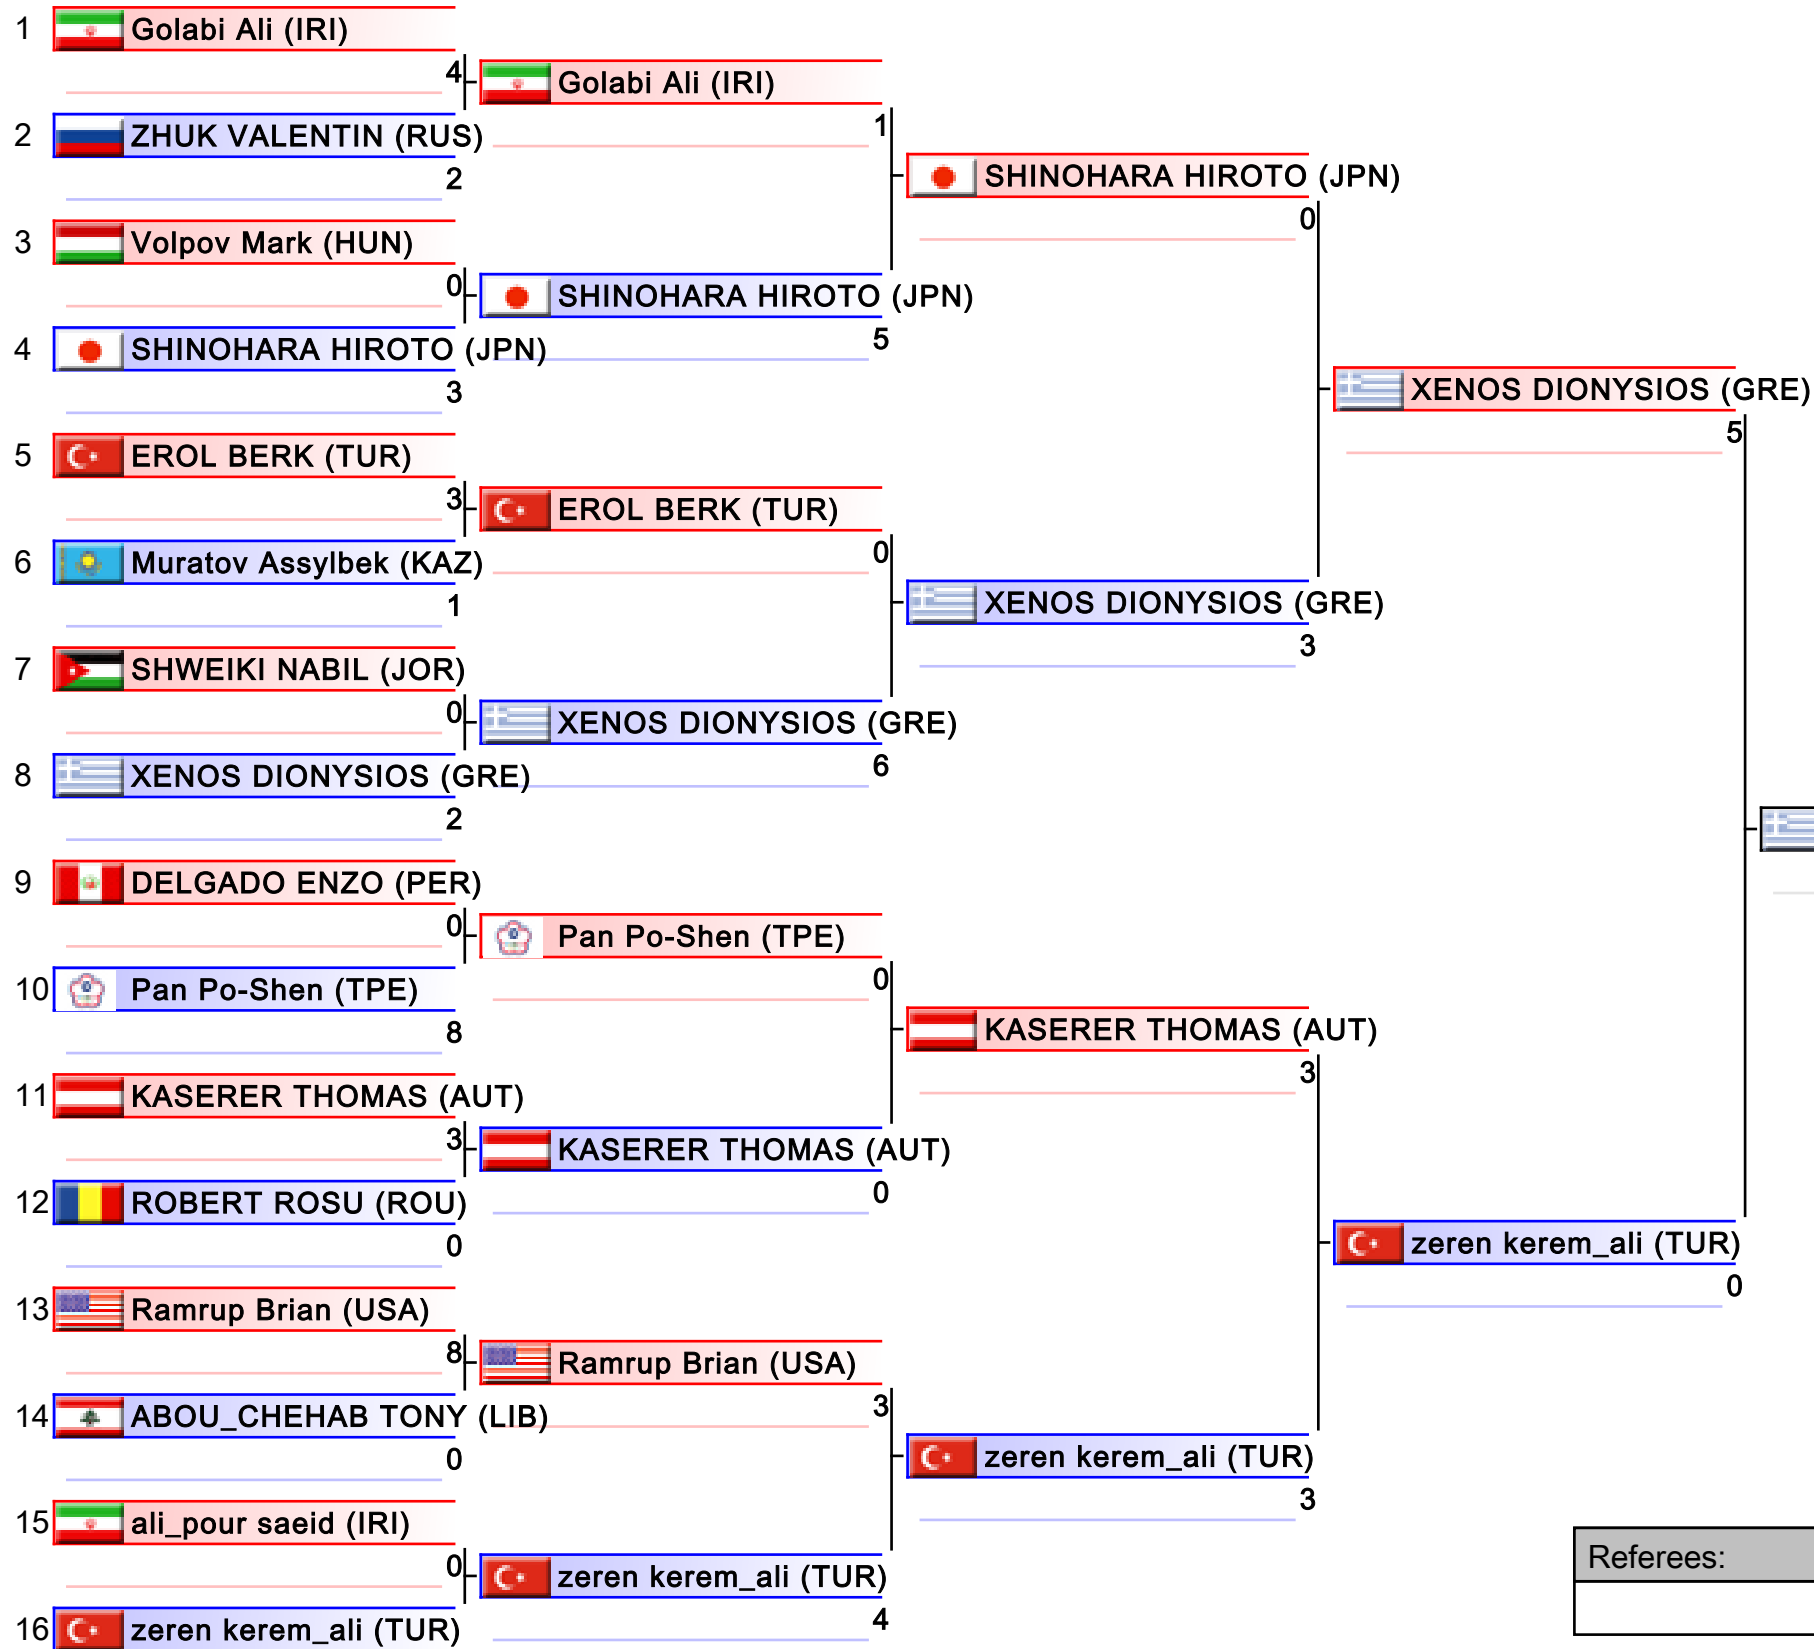 1 Golabi Ali (IRI)
4 Golabi Ali (IRI)
1
2 ZHUK VALENTIN (RUS)
2
SHINOHARA HIROTO (JPN)
0
3 Volpov Mark (HUN)
0 SHINOHARA HIROTO (JPN)
5
4 SHINOHARA HIROTO (JPN)
3
XENOS DIONYSIOS (GRE)
5
5 EROL BERK (TUR)
3 EROL BERK (TUR)
0
6 Muratov Assylbek (KAZ)
1
XENOS DIONYSIOS (GRE)
3
7 SHWEIKI NABIL (JOR)
0 XENOS DIONYSIOS (GRE)
6
8 XENOS DIONYSIOS (GRE)
2
9 DELGADO ENZO (PER)
0 Pan Po-Shen (TPE)
0
10 Pan Po-Shen (TPE)
8
KASERER THOMAS (AUT)
3
11 KASERER THOMAS (AUT)
3 KASERER THOMAS (AUT)
0
12 ROBERT ROSU (ROU)
0
zeren kerem_ali (TUR)
0
13 Ramrup Brian (USA)
8 Ramrup Brian (USA)
3
14 ABOU_CHEHAB TONY (LIB)
0
zeren kerem_ali (TUR)
3
15 ali_pour saeid (IRI)
0 zeren kerem_ali (TUR)
4
16 zeren kerem_ali (TUR)
Referees: